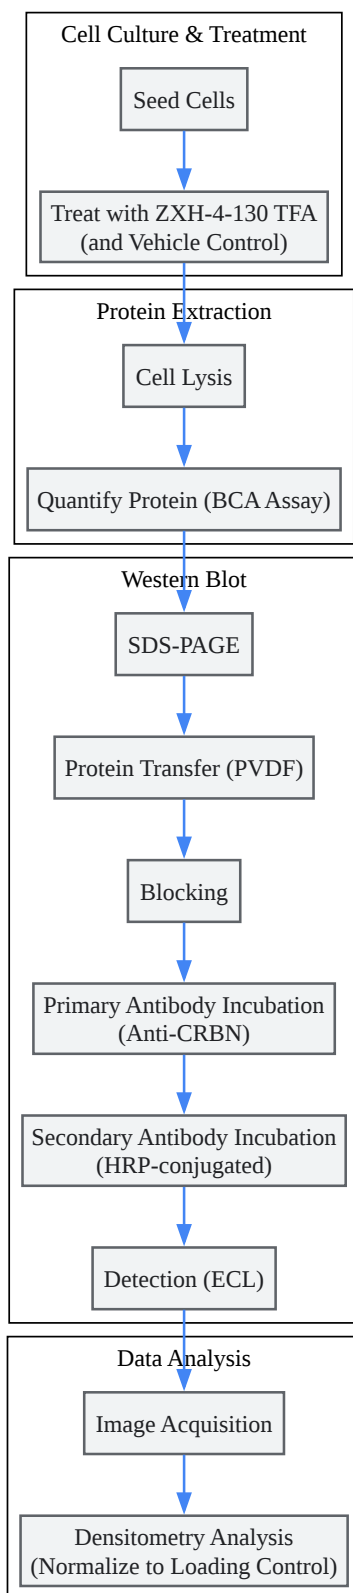 Cell Culture & Treatment
Seed Cells
Treat with ZXH-4-130 TFA
(and Vehicle Control)
Protein Extraction
Cell Lysis
Quantify Protein (BCA Assay)
Western Blot
SDS-PAGE
Protein Transfer (PVDF)
Blocking
Primary Antibody Incubation
(Anti-CRBN)
Secondary Antibody Incubation
(HRP-conjugated)
Detection (ECL)
Data Analysis
Image Acquisition
Densitometry Analysis
(Normalize to Loading Control)